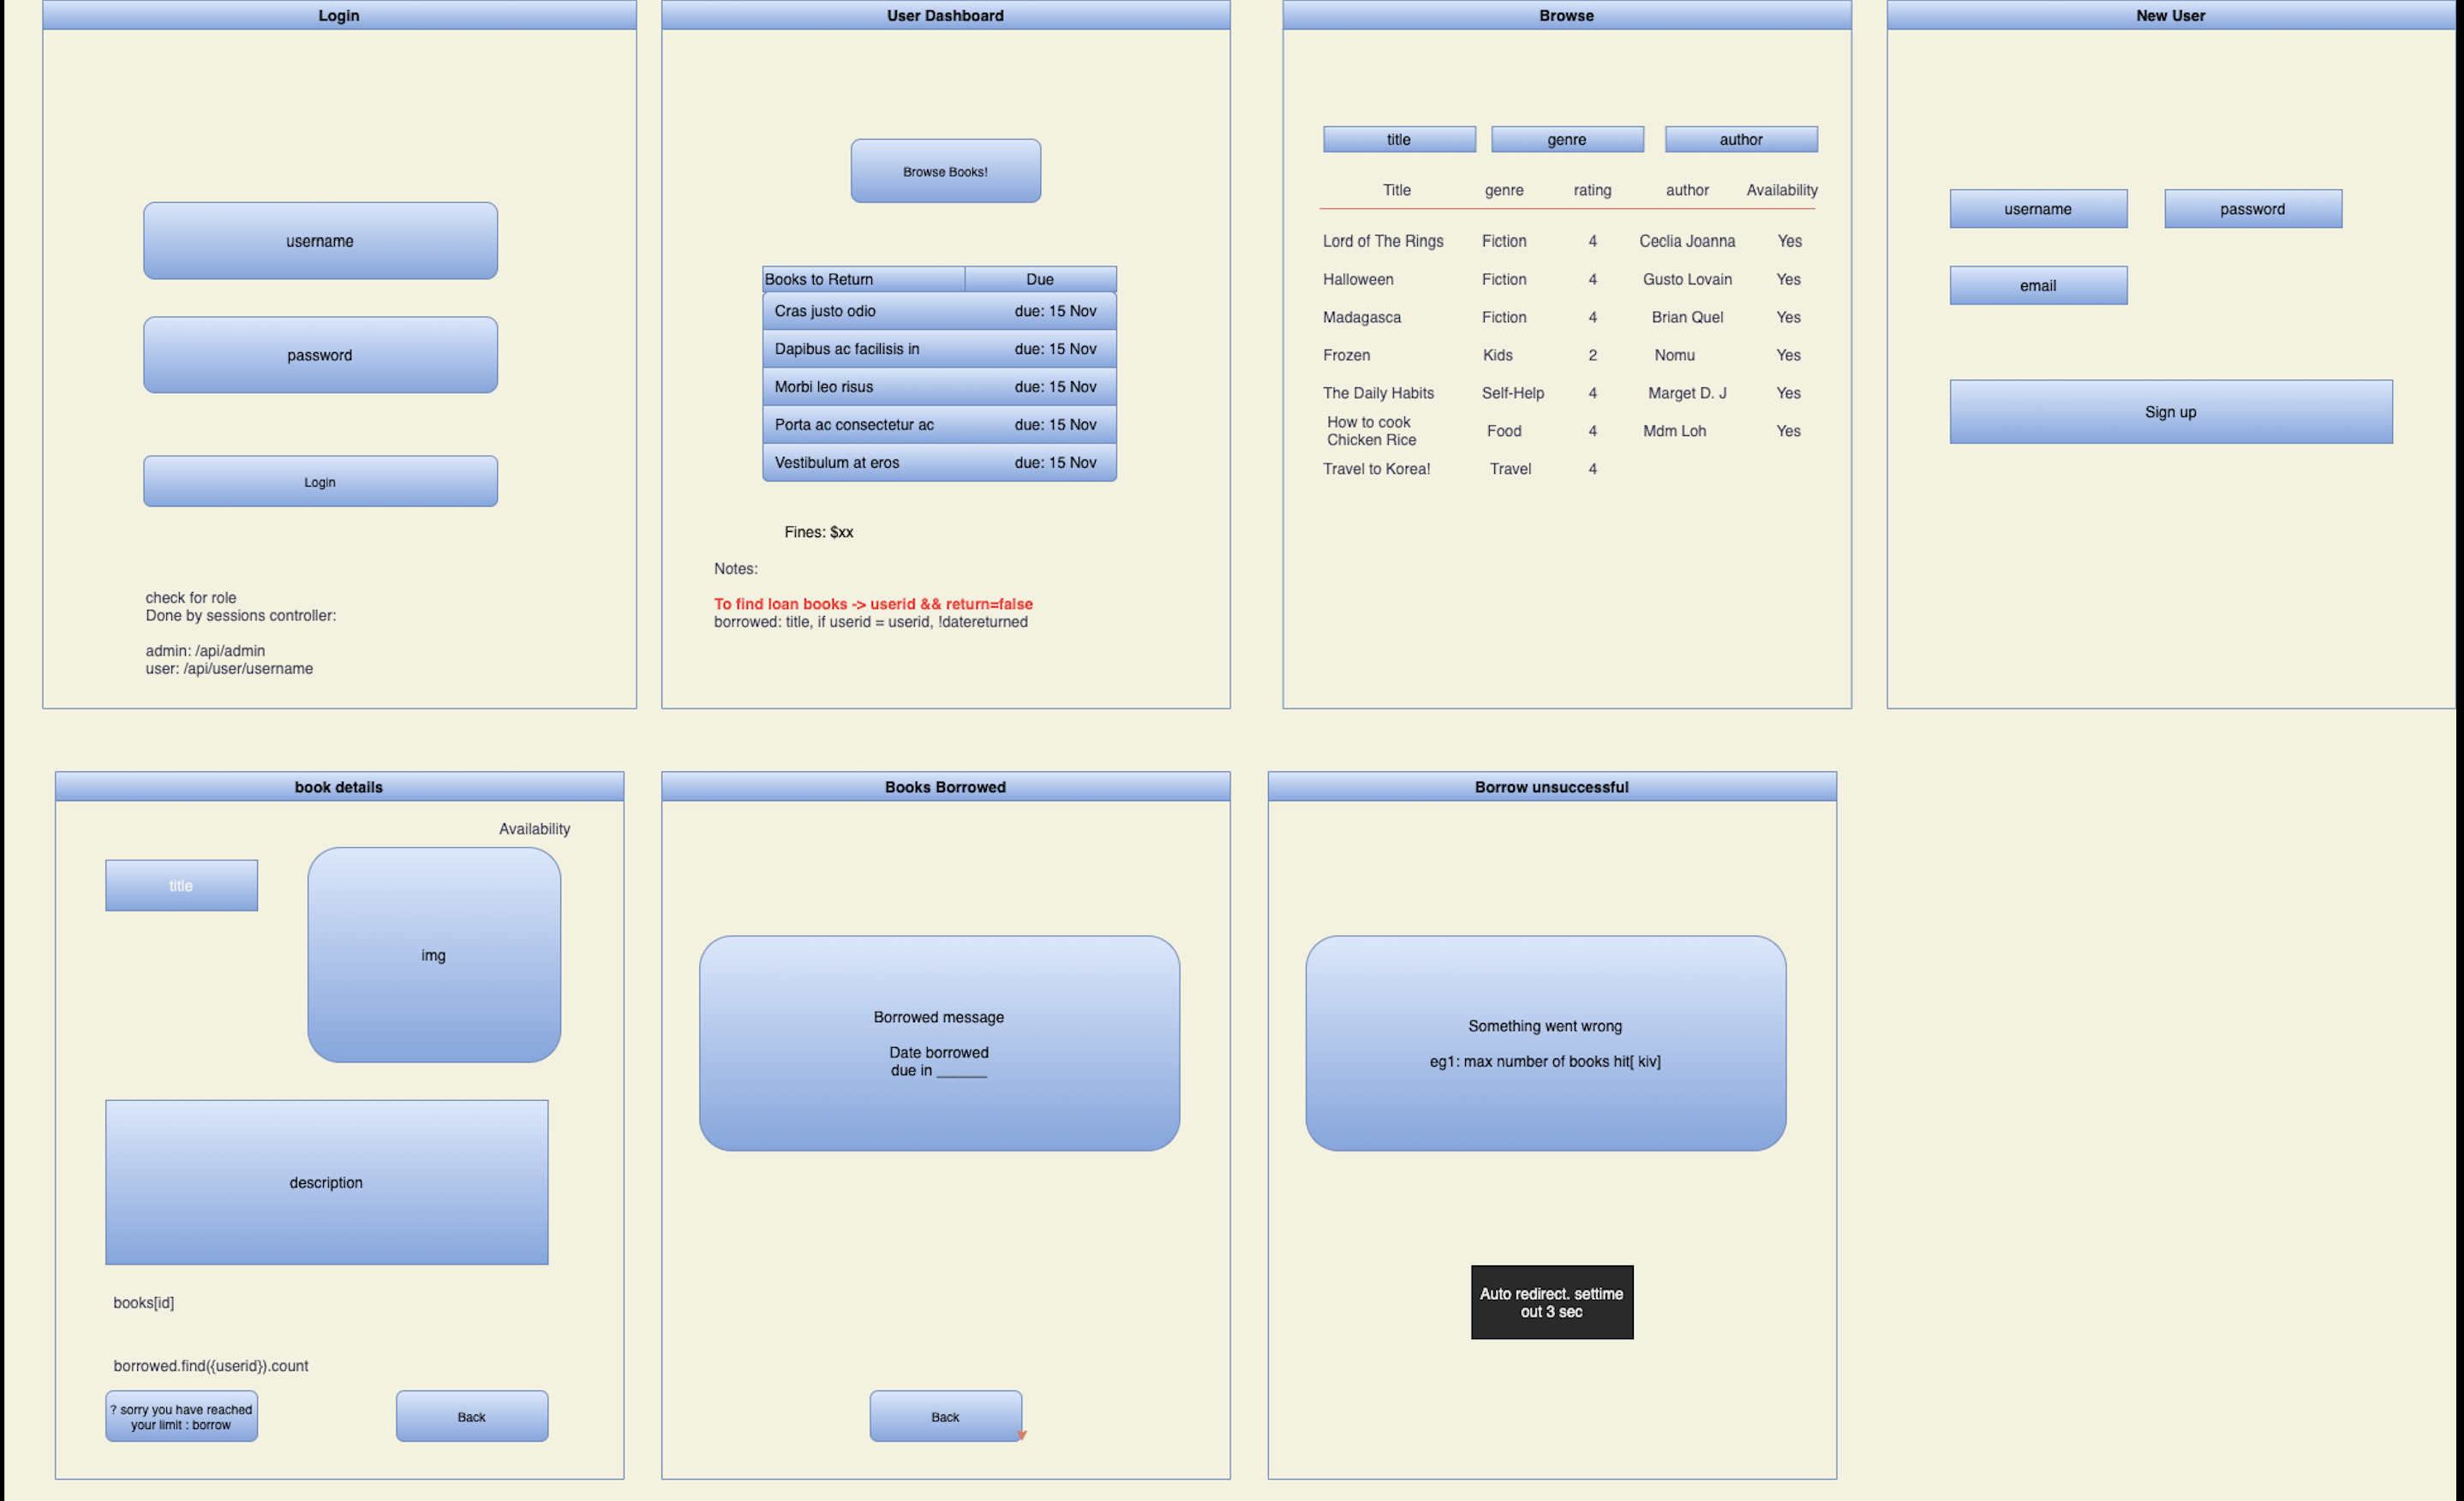 Login
username
password
Login
check for role
Done by sessions controller:
admin: /api/admin
user: /api/user/username
User Dashboard
Browse Books!
Books to Return Due
Cras justo odio due: 15 Nov
Dapibus ac facilisis in due: 15 Nov
Morbi leo risus due: 15 Nov
Porta ac consectetur ac due: 15 Nov
Vestibulum at eros due: 15 Nov
Fines: $xx
Notes:
To find loan books -> userid && return=false
borrowed: title, if userid = userid, !datereturned
Browse
title genre author
Title genre rating author Availability
Lord of The Rings Fiction 4 Ceclia Joanna Yes
Halloween Fiction 4 Gusto Lovain Yes
Madagasca Fiction 4 Brian Quel Yes
Frozen Kids 2 Nomu Yes
The Daily Habits Self-Help 4 Marget D. J Yes
How to cook
Chicken Rice Food 4 Mdm Loh Yes
Travel to Korea! Travel 4
New User
username password
email
Sign up
book details
Availability
title
img
description
books[id]
borrowed.find({userid}).count
? sorry you have reached
your limit : borrow
Back
Books Borrowed
Borrowed message
Date borrowed
due in ______
Back
Borrow unsuccessful
Something went wrong
eg1: max number of books hit[ kiv]
Auto redirect. settime
out 3 sec